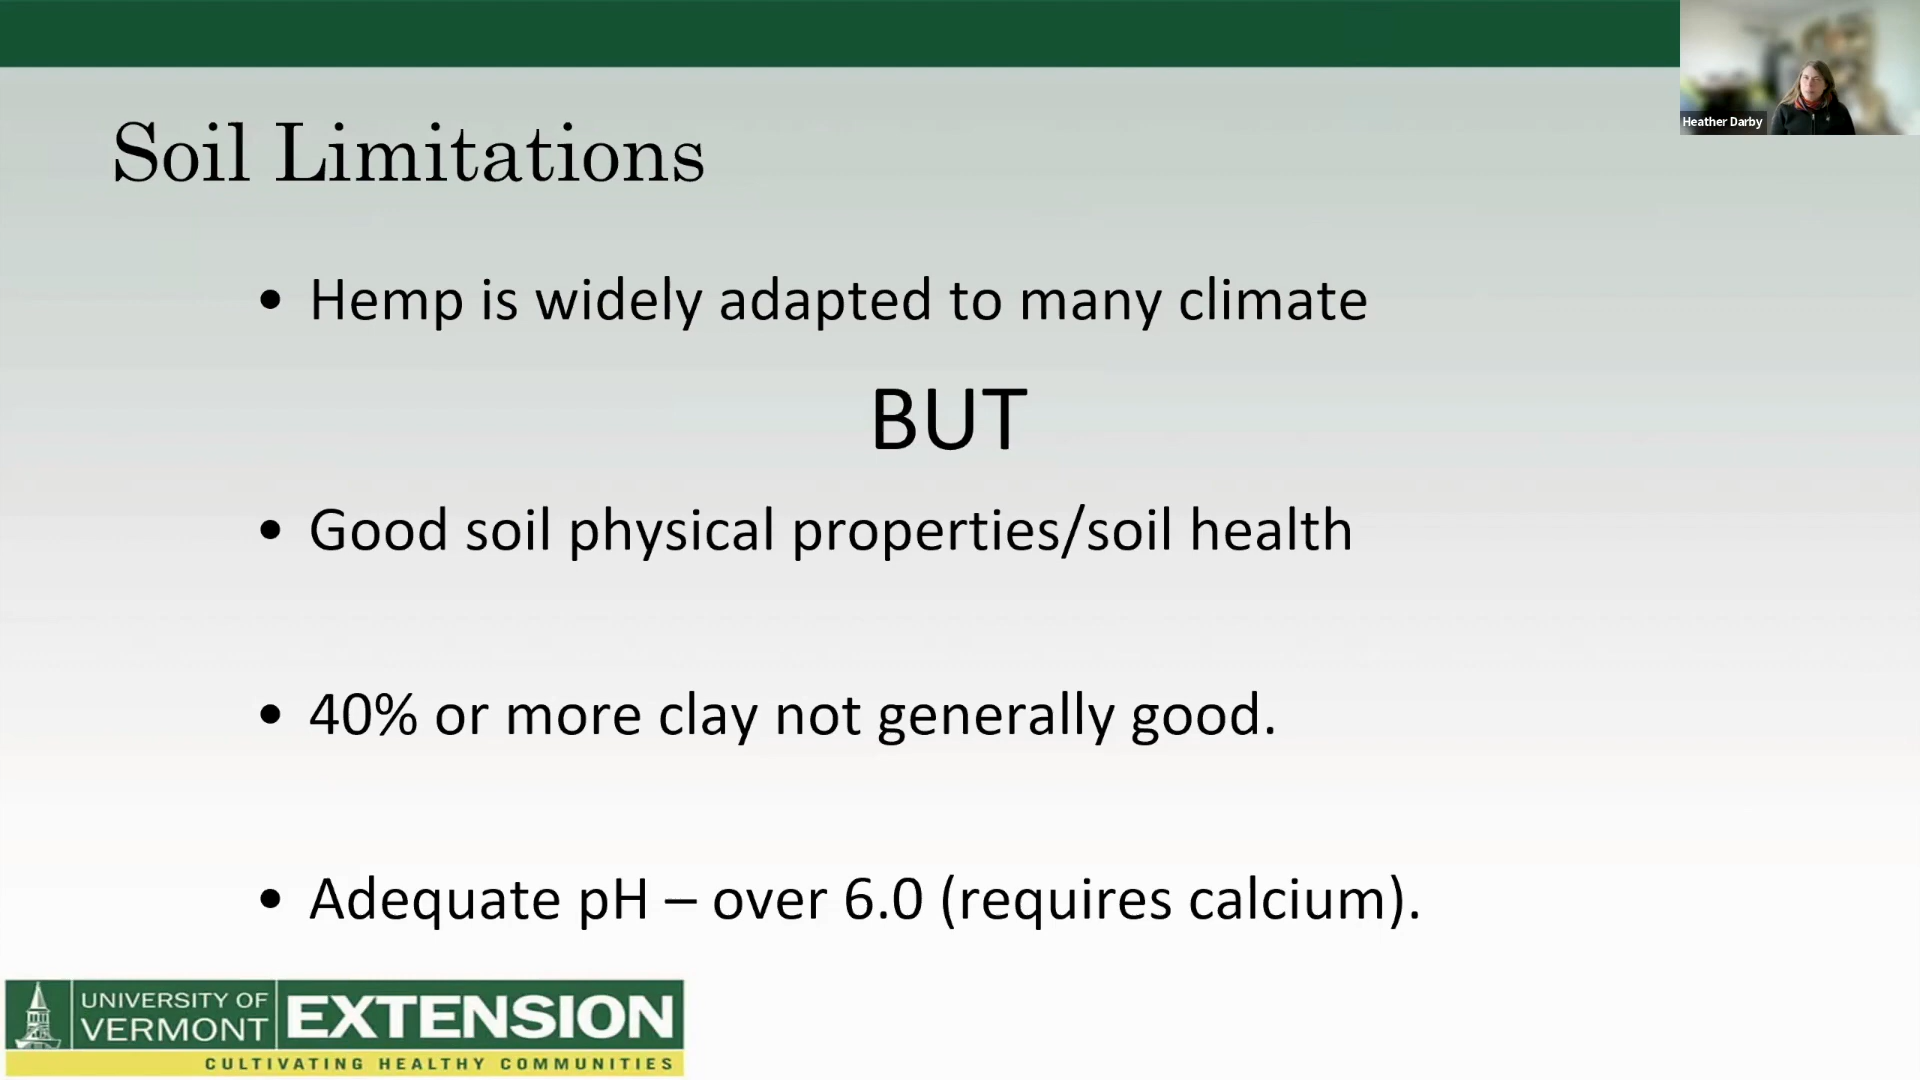 Heather Darby
Soil Limitations
• Hemp is widely adapted to many climate
BUT
• Good soil physical properties/soil health
• 40% or more clay not generally good.
• Adequate pH – over 6.0 (requires calcium).
UNIVERSITY OF
VERMONT
EXTENSION
CULTIVATING HEALTHY COMMUNITIES